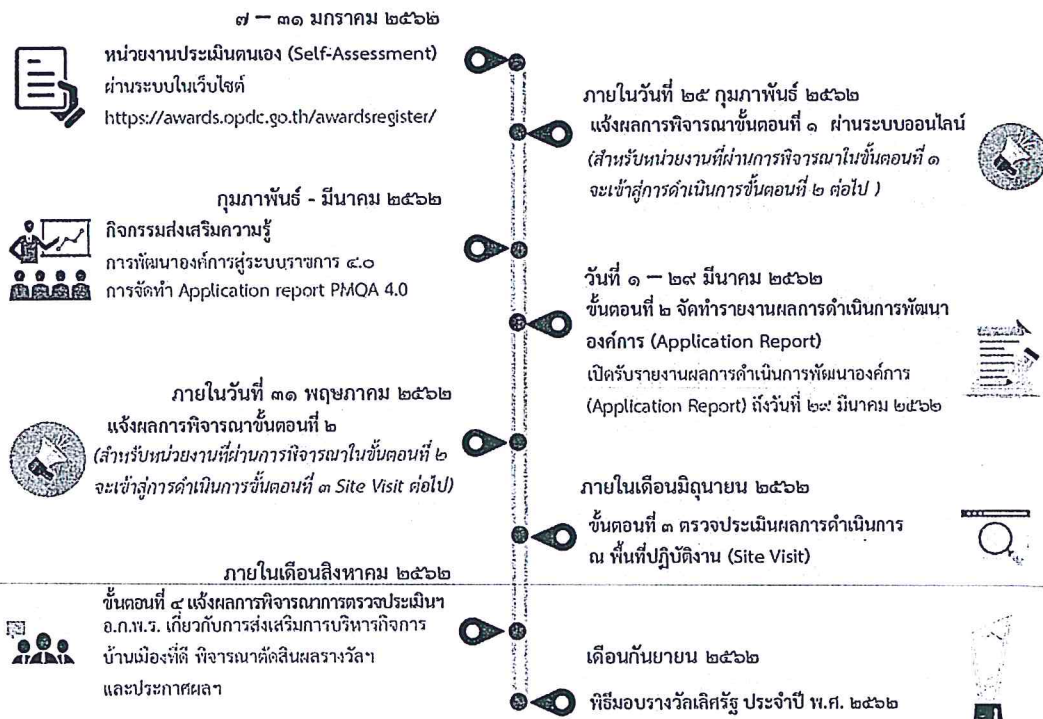 ๗ – ๓๑ มกราคม ๒๕๖๒
หน่วยงานประเมินตนเอง (Self-Assessment)
ผ่านระบบในเว็บไซต์
https://awards.opdc.go.th/awardsregister/
ภายในวันที่ ๒๕ กุมภาพันธ์ ๒๕๖๒
แจ้งผลการพิจารณาขั้นตอนที่ ๑ ผ่านระบบออนไลน์
(สำหรับหน่วยงานที่ผ่านการพิจารณาในขั้นตอนที่ ๑
จะเข้าสู่การดำเนินการขั้นตอนที่ ๒ ต่อไป )
กุมภาพันธ์ - มีนาคม ๒๕๖๒
กิจกรรมส่งเสริมความรู้
การพัฒนาองค์การสู่ระบบราชการ ๔.๐
การจัดทำ Application report PMQA 4.0
วันที่ ๑ – ๒๙ มีนาคม ๒๕๖๒
ขั้นตอนที่ ๒ จัดทำรายงานผลการดำเนินการพัฒนา
องค์การ (Application Report)
เปิดรับรายงานผลการดำเนินการพัฒนาองค์การ
(Application Report) ถึงวันที่ ๒๙ มีนาคม ๒๕๖๒
ภายในวันที่ ๓๑ พฤษภาคม ๒๕๖๒
แจ้งผลการพิจารณาขั้นตอนที่ ๒
(สำหรับหน่วยงานที่ผ่านการพิจารณาในขั้นตอนที่ ๒
จะเข้าสู่การดำเนินการขั้นตอนที่ ๓ Site Visit ต่อไป)
ภายในเดือนมิถุนายน ๒๕๖๒
ขั้นตอนที่ ๓ ตรวจประเมินผลการดำเนินการ
ณ พื้นที่ปฏิบัติงาน (Site Visit)
ภายในเดือนสิงหาคม ๒๕๖๒
ขั้นตอนที่ ๔ แจ้งผลการพิจารณาการตรวจประเมินฯ
อ.ก.พ.ร. เกี่ยวกับการส่งเสริมการบริหารกิจการ
บ้านเมืองที่ดี พิจารณาตัดสินผลรางวัลฯ
และประกาศผลฯ
เดือนกันยายน ๒๕๖๒
พิธีมอบรางวัลเลิศรัฐ ประจำปี พ.ศ. ๒๕๖๒